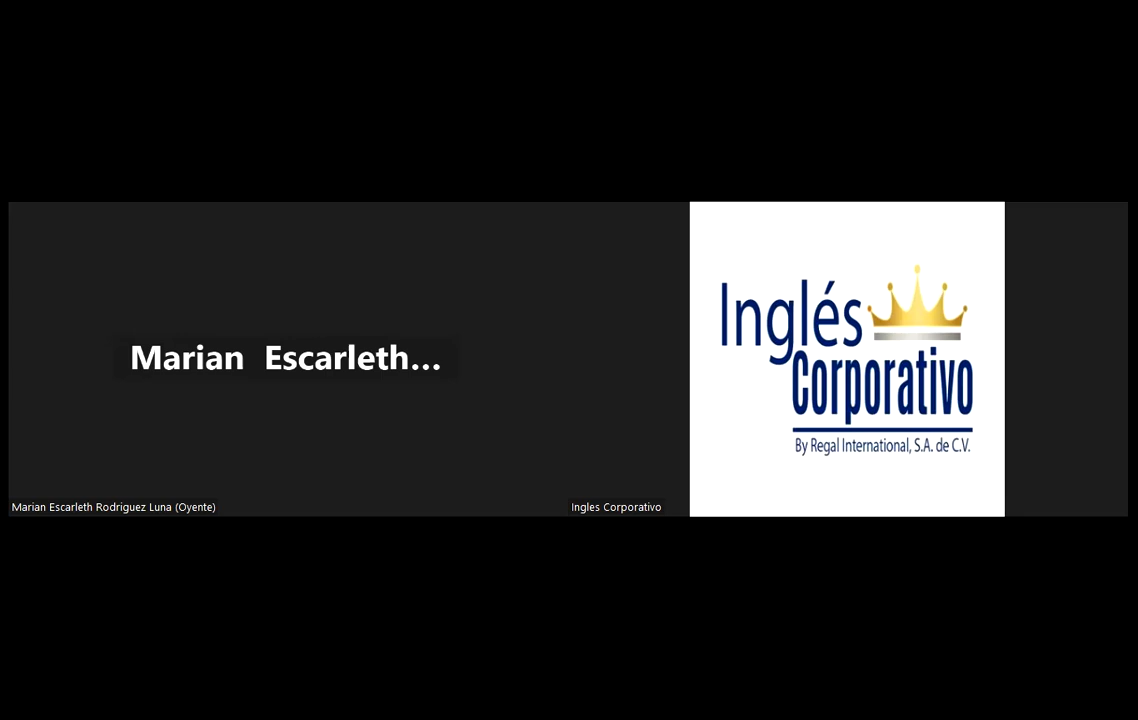 Marian Escarleth...
Marian Escarleth Rodriguez Luna (Oyente)
Inglés
Corporativo
By Regal International, S.A. de C.V.
Ingles Corporativo